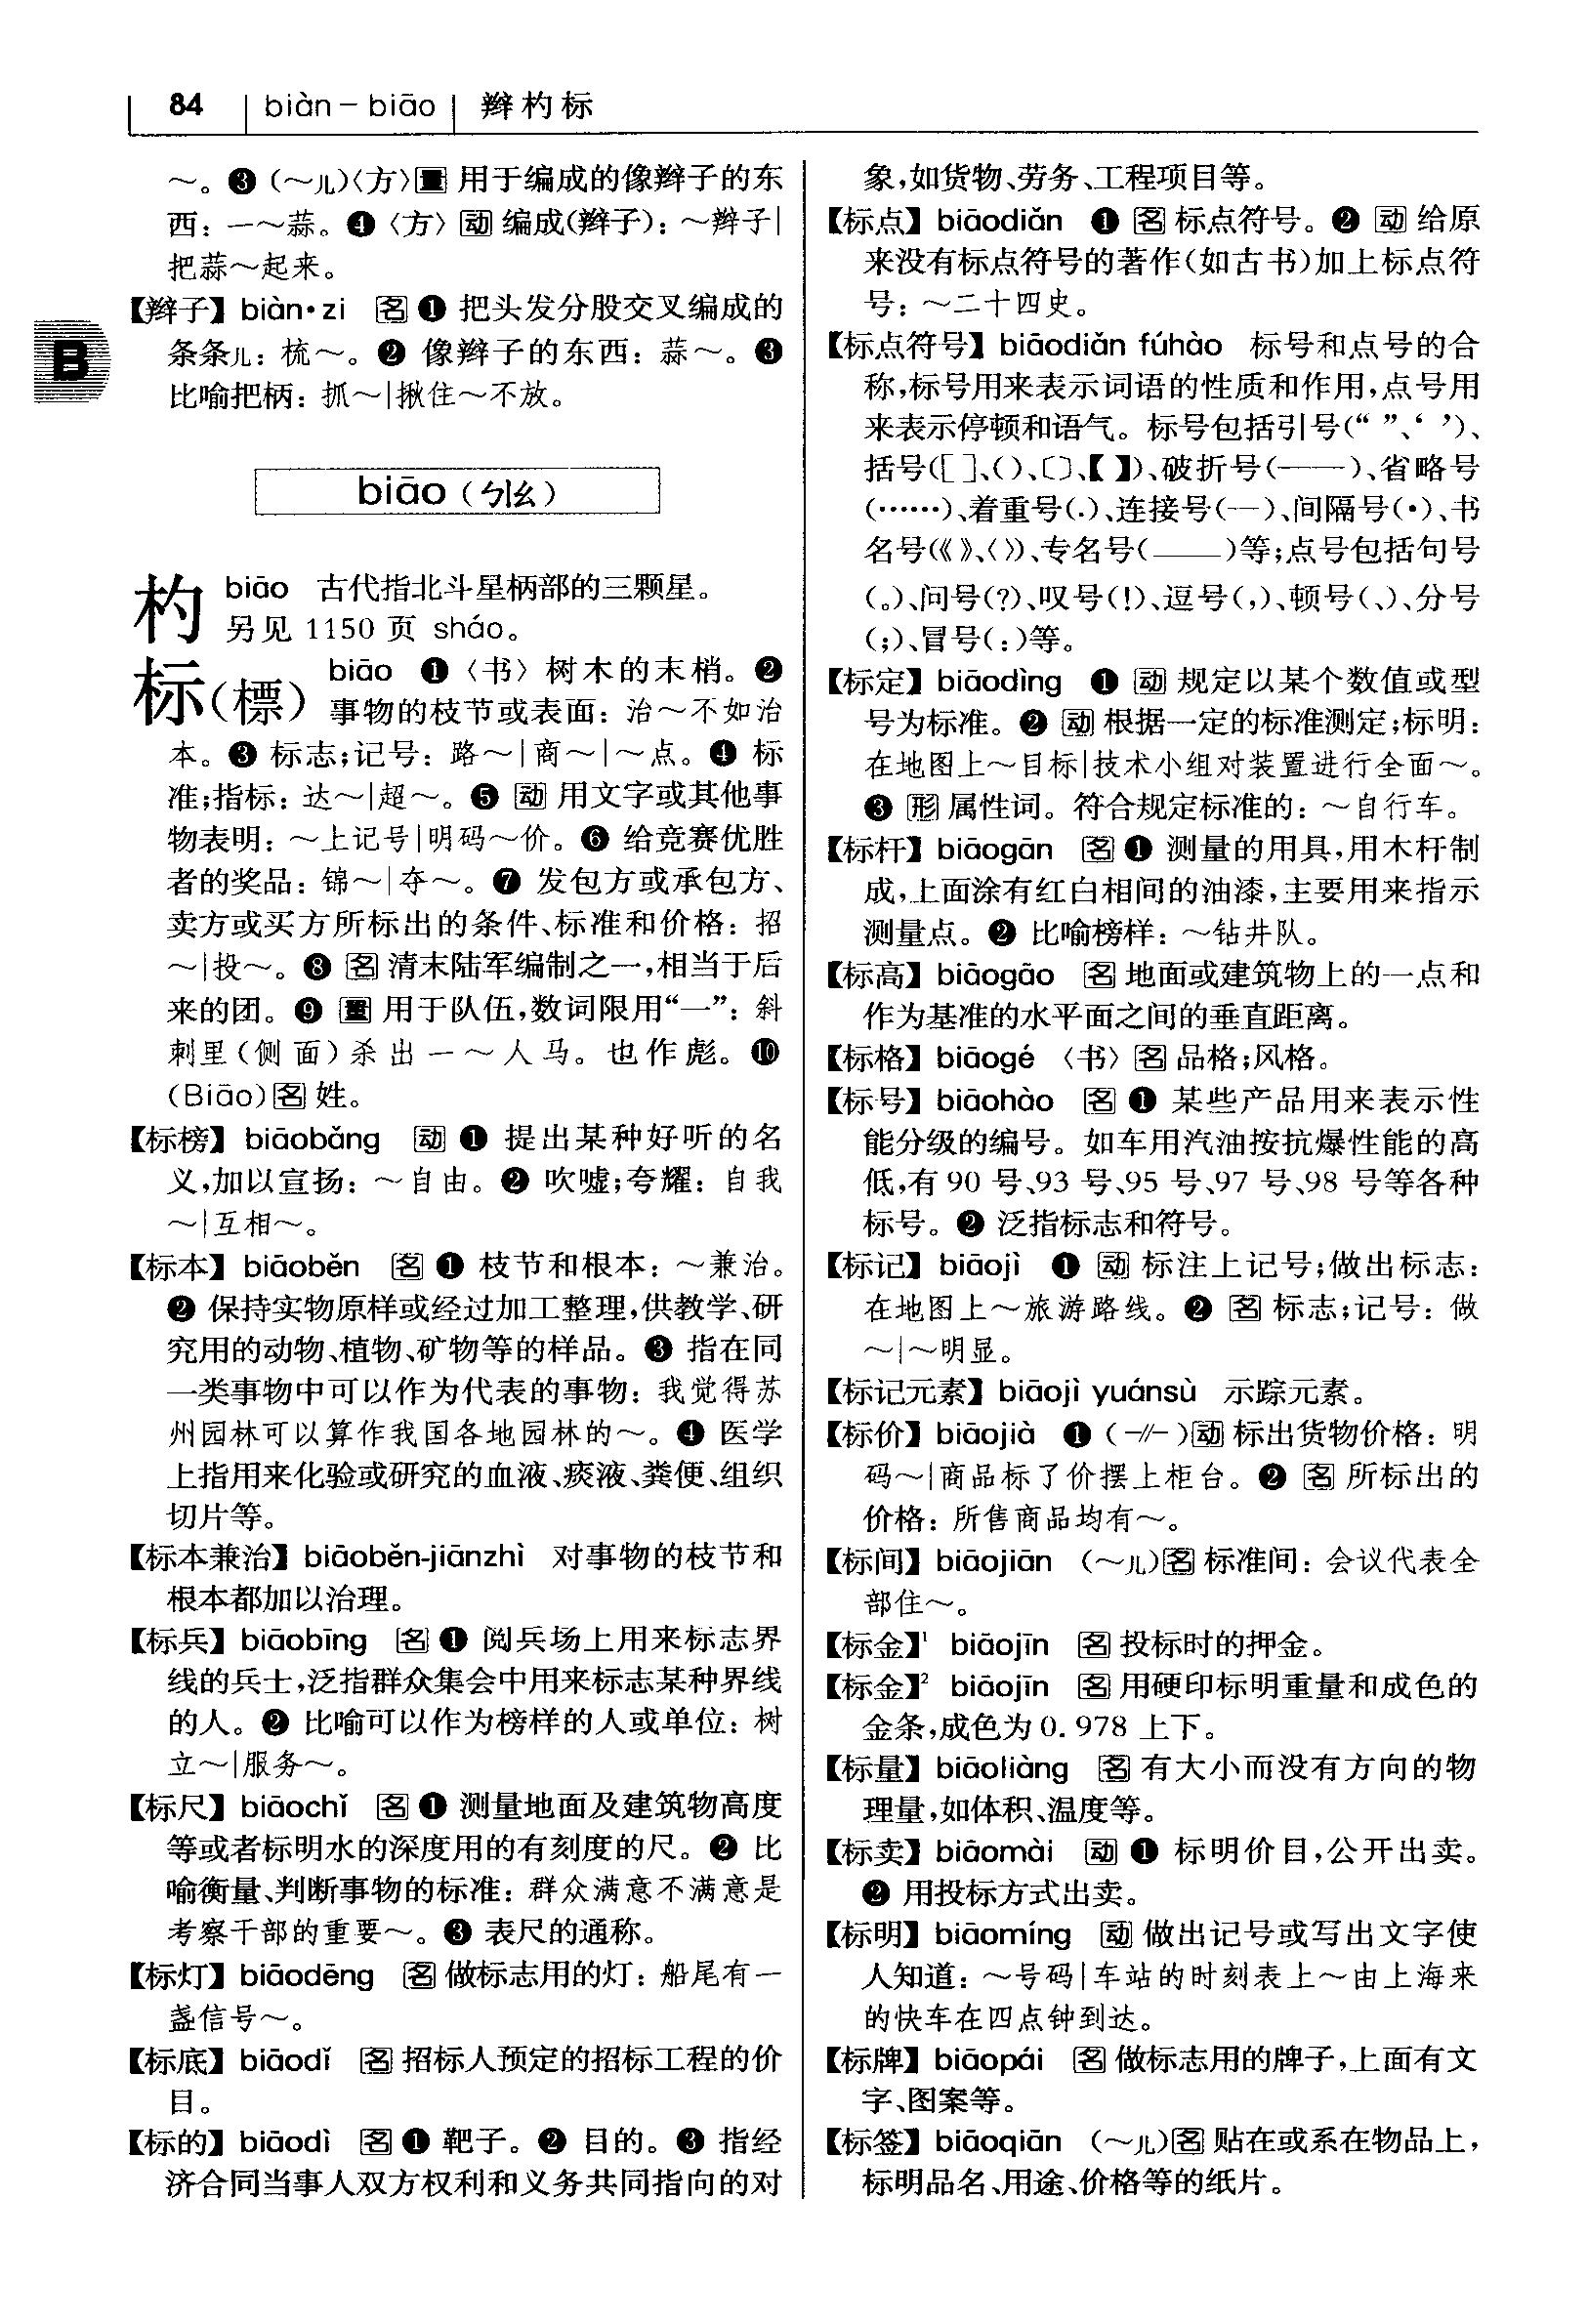 84 biàn－biāo 辫杓标
～。❸（～儿）〈方〉量 用于编成的像辫子的东
西：一～蒜。❹〈方〉动 编成(辫子)：～辫子|
把蒜～起来。
【辫子】biàn·zi 名 ❶ 把头发分股交叉编成的
条条儿：梳～。❷ 像辫子的东西：蒜～。❸
比喻把柄：抓～|揪住～不放。
B
biāo（ㄅㄧㄠ）
杓 biāo 古代指北斗星柄部的三颗星。
另见 1150 页 sháo。
标(標) biāo ❶〈书〉树木的末梢。❷
事物的枝节或表面：治～不如治
本。❸ 标志;记号：路～|商～|～点。❹ 标
准;指标：达～|超～。❺ 动 用文字或其他事
物表明：～上记号|明码～价。❻ 给竞赛优胜
者的奖品：锦～|夺～。❼ 发包方或承包方、
卖方或买方所标出的条件、标准和价格：招
～|投～。❽ 名 清末陆军编制之一,相当于后
来的团。❾ 量 用于队伍,数词限用“一”：斜
刺里（侧面）杀出一～人马。也作彪。❿
(Biāo)名 姓。
【标榜】biāobǎng 动 ❶ 提出某种好听的名
义,加以宣扬：～自由。❷ 吹嘘;夸耀：自我
～|互相～。
【标本】biāoběn 名 ❶ 枝节和根本：～兼治。
❷ 保持实物原样或经过加工整理,供教学、研
究用的动物、植物、矿物等的样品。❸ 指在同
一类事物中可以作为代表的事物：我觉得苏
州园林可以算作我国各地园林的～。❹ 医学
上指用来化验或研究的血液、痰液、粪便、组织
切片等。
【标本兼治】biāoběn-jiānzhì 对事物的枝节和
根本都加以治理。
【标兵】biāobīng 名 ❶ 阅兵场上用来标志界
线的兵士,泛指群众集会中用来标志某种界线
的人。❷ 比喻可以作为榜样的人或单位：树
立～|服务～。
【标尺】biāochǐ 名 ❶ 测量地面及建筑物高度
等或者标明水的深度用的有刻度的尺。❷ 比
喻衡量、判断事物的标准：群众满意不满意是
考察干部的重要～。❸ 表尺的通称。
【标灯】biāodēng 名 做标志用的灯：船尾有一
盏信号～。
【标底】biāodǐ 名 招标人预定的招标工程的价
目。
【标的】biāodì 名 ❶ 靶子。❷ 目的。❸ 指经
济合同当事人双方权利和义务共同指向的对
象,如货物、劳务、工程项目等。
【标点】biāodiǎn ❶ 名 标点符号。❷ 动 给原
来没有标点符号的著作(如古书)加上标点符
号：～二十四史。
【标点符号】biāodiǎn fúhào 标号和点号的合
称,标号用来表示词语的性质和作用,点号用
来表示停顿和语气。标号包括引号(“ ”、‘ ’)、
括号([ ]、()、〔〕、【 】)、破折号(——)、省略号
(……)、着重号(.)、连接号(—)、间隔号(·)、书
名号(《 》、〈 〉)、专名号(____)等;点号包括句号
(。)、问号(?)、叹号(!)、逗号(,)、顿号(、)、分号
(;)、冒号(:)等。
【标定】biāodìng ❶ 动 规定以某个数值或型
号为标准。❷ 动 根据一定的标准测定;标明：
在地图上～目标|技术小组对装置进行全面～。
❸ 形 属性词。符合规定标准的：～自行车。
【标杆】biāogān 名 ❶ 测量的用具,用木杆制
成,上面涂有红白相间的油漆,主要用来指示
测量点。❷ 比喻榜样：～钻井队。
【标高】biāogāo 名 地面或建筑物上的一点和
作为基准的水平面之间的垂直距离。
【标格】biāogé 〈书〉名 品格;风格。
【标号】biāohào 名 ❶ 某些产品用来表示性
能分级的编号。如车用汽油按抗爆性能的高
低,有 90 号、93 号、95 号、97 号、98 号等各种
标号。❷ 泛指标志和符号。
【标记】biāojì ❶ 动 标注上记号;做出标志：
在地图上～旅游路线。❷ 名 标志;记号：做
～|～明显。
【标记元素】biāojì yuánsù 示踪元素。
【标价】biāojià ❶（-//-）动 标出货物价格：明
码～|商品标了价摆上柜台。❷ 名 所标出的
价格：所售商品均有～。
【标间】biāojiān （～儿)名 标准间：会议代表全
部住～。
【标金】¹ biāojīn 名 投标时的押金。
【标金】² biāojīn 名 用硬印标明重量和成色的
金条,成色为 0.978 上下。
【标量】biāoliàng 名 有大小而没有方向的物
理量,如体积、温度等。
【标卖】biāomài 动 ❶ 标明价目,公开出卖。
❷ 用投标方式出卖。
【标明】biāomíng 动 做出记号或写出文字使
人知道：～号码|车站的时刻表上～由上海来
的快车在四点钟到达。
【标牌】biāopái 名 做标志用的牌子,上面有文
字、图案等。
【标签】biāoqiān （～儿)名 贴在或系在物品上,
标明品名、用途、价格等的纸片。